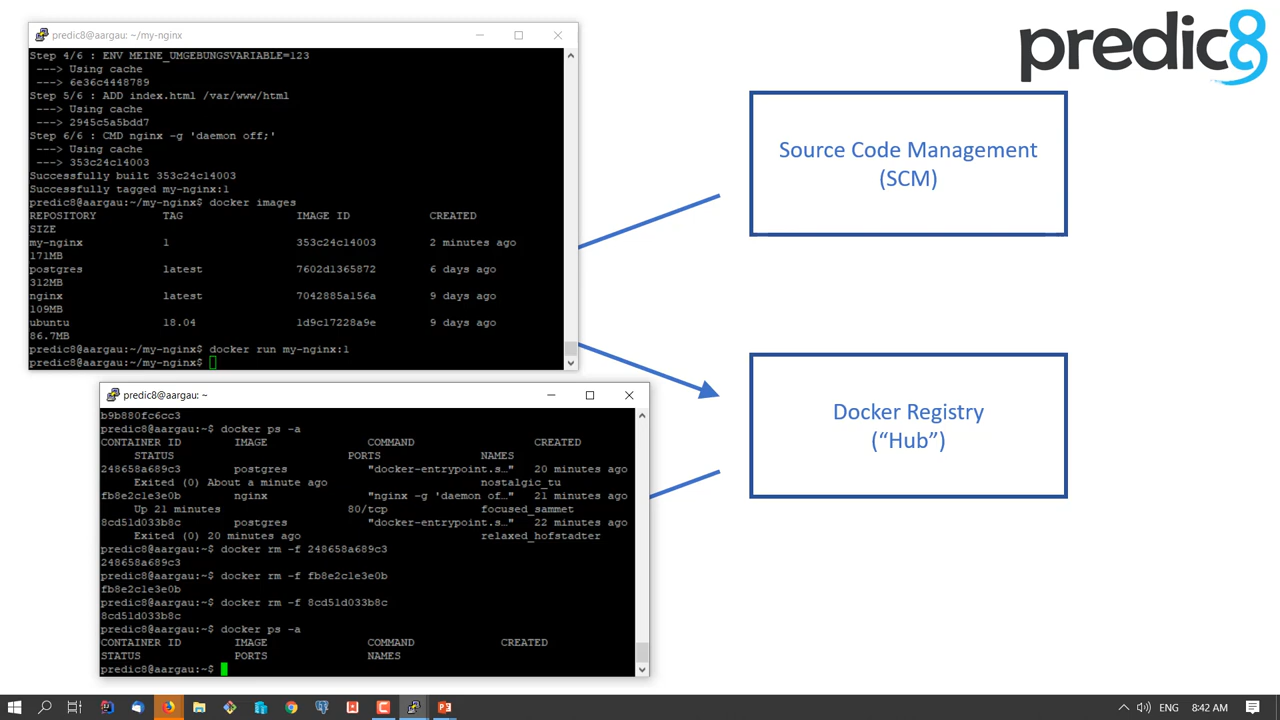 predic8@aargau: ~/my-nginx
Step 4/6 : ENV MEINE_UMGEBUNGSVARIABLE=123
---> Using cache
---> 6e36c4448789
Step 5/6 : ADD index.html /var/www/html
---> Using cache
---> 2945c5a5bdd7
Step 6/6 : CMD nginx -g 'daemon off;'
---> Using cache
---> 353c24c14003
Successfully built 353c24c14003
Successfully tagged my-nginx:1
predic8@aargau:~/my-nginx$ docker images
REPOSITORY TAG IMAGE ID CREATED
SIZE
my-nginx 1 353c24c14003 2 minutes ago
171MB
postgres latest 7602d1365872 6 days ago
312MB
nginx latest 7042885a156a 9 days ago
109MB
ubuntu 18.04 1d9c17228a9e 9 days ago
86.7MB
predic8@aargau:~/my-nginx$ docker run my-nginx:1
predic8@aargau:~/my-nginx$
predic8@aargau: ~
b9b880fc6cc3
predic8@aargau:~$ docker ps -a
CONTAINER ID IMAGE COMMAND CREATED
STATUS PORTS NAMES
248658a689c3 postgres "docker-entrypoint.s…" 20 minutes ago
Exited (0) About a minute ago nostalgic_tu
fb8e2c1e3e0b nginx "nginx -g 'daemon of…" 21 minutes ago
Up 21 minutes 80/tcp focused_sammet
8cd51d033b8c postgres "docker-entrypoint.s…" 22 minutes ago
Exited (0) 20 minutes ago relaxed_hofstadter
predic8@aargau:~$ docker rm -f 248658a689c3
248658a689c3
predic8@aargau:~$ docker rm -f fb8e2c1e3e0b
fb8e2c1e3e0b
predic8@aargau:~$ docker rm -f 8cd51d033b8c
8cd51d033b8c
predic8@aargau:~$ docker ps -a
CONTAINER ID IMAGE COMMAND CREATED
STATUS PORTS NAMES
predic8@aargau:~$
predic8
Source Code Management
(SCM)
Docker Registry
(“Hub”)
ENG 8:42 AM